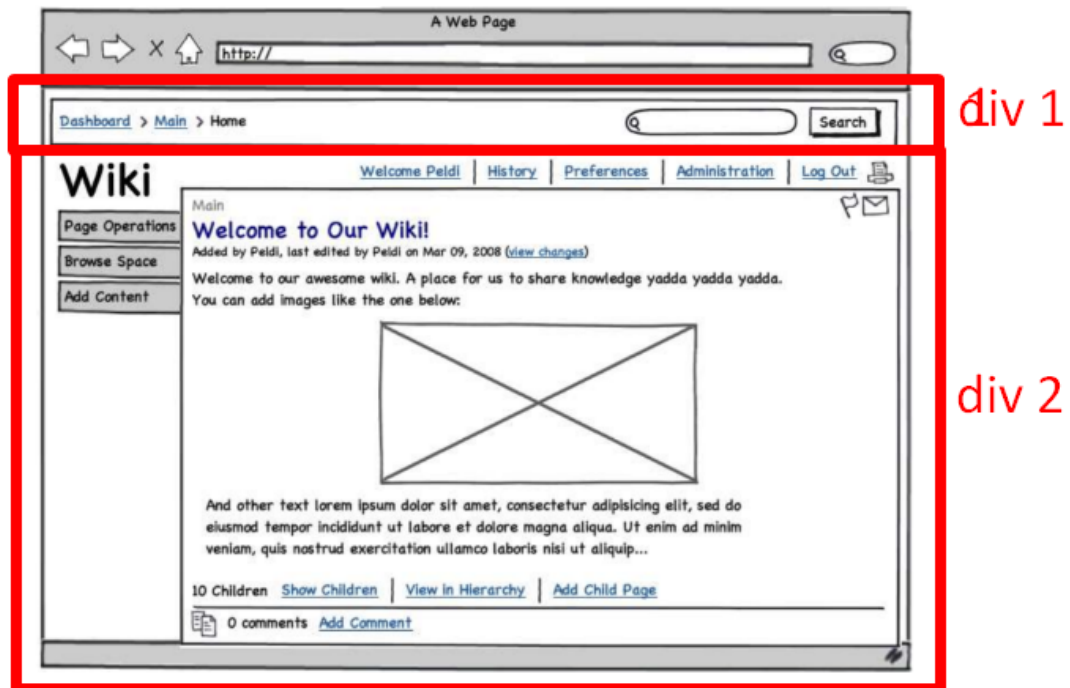 A Web Page
X http://
Dashboard > Main > Home Search
div 1
Wiki
Welcome Peldi | History | Preferences | Administration | Log Out
Page Operations
Browse Space
Add Content
Main
Welcome to Our Wiki!
Added by Peldi, last edited by Peldi on Mar 09, 2008 (view changes)
Welcome to our awesome wiki. A place for us to share knowledge yadda yadda yadda.
You can add images like the one below:
div 2
And other text lorem ipsum dolor sit amet, consectetur adipisicing elit, sed do
eiusmod tempor incididunt ut labore et dolore magna aliqua. Ut enim ad minim
veniam, quis nostrud exercitation ullamco laboris nisi ut aliquip...
10 Children Show Children | View in Hierarchy | Add Child Page
0 comments Add Comment